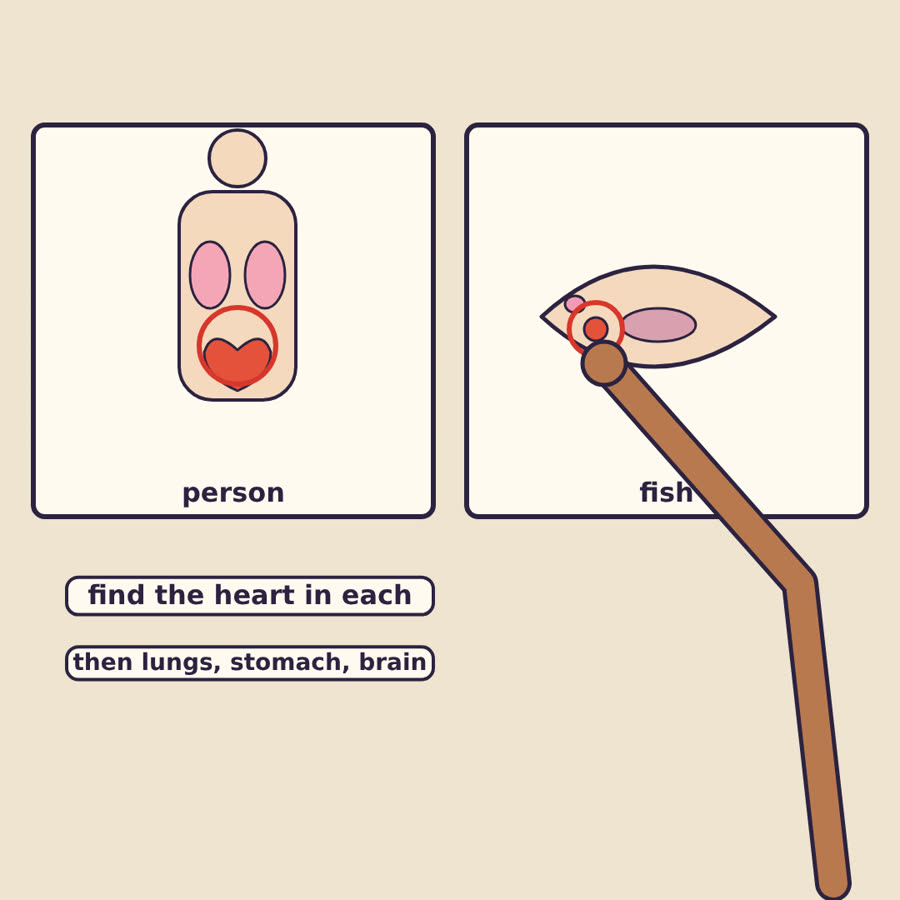 person
fish
find the heart in each
then lungs, stomach, brain